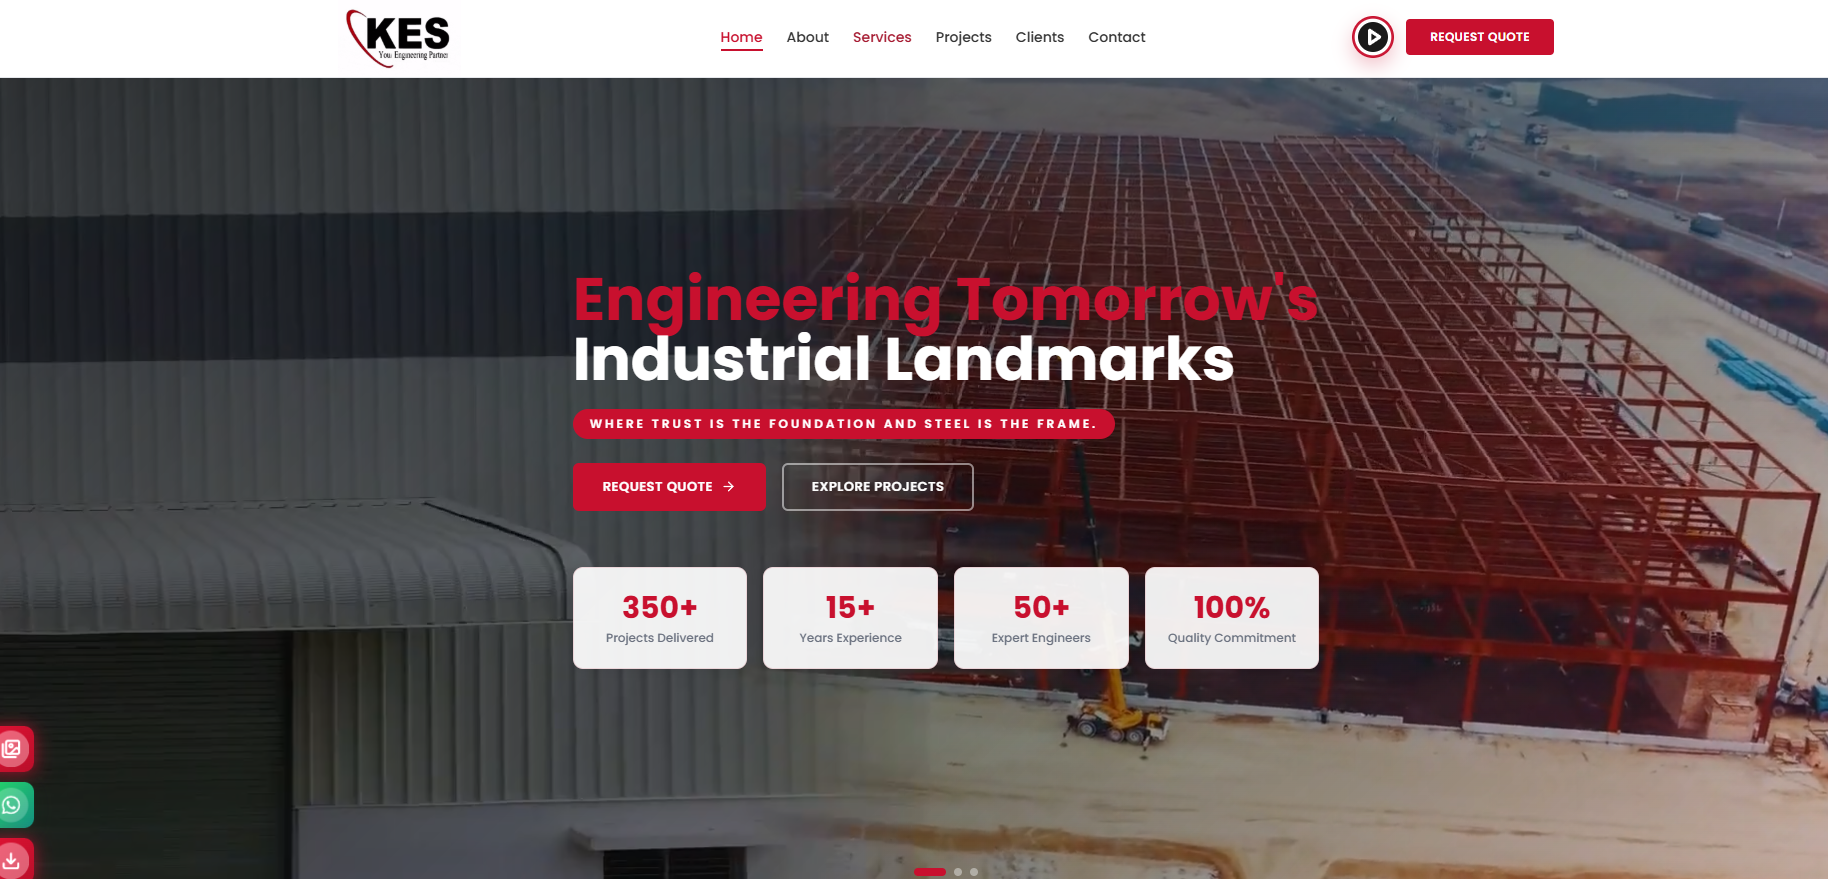 KES
Your Engineering Partner
Home About Services Projects Clients Contact
REQUEST QUOTE
Engineering Tomorrow's
Industrial Landmarks
WHERE TRUST IS THE FOUNDATION AND STEEL IS THE FRAME.
REQUEST QUOTE EXPLORE PROJECTS
350+ 15+ 50+ 100%
Projects Delivered Years Experience Expert Engineers Quality Commitment